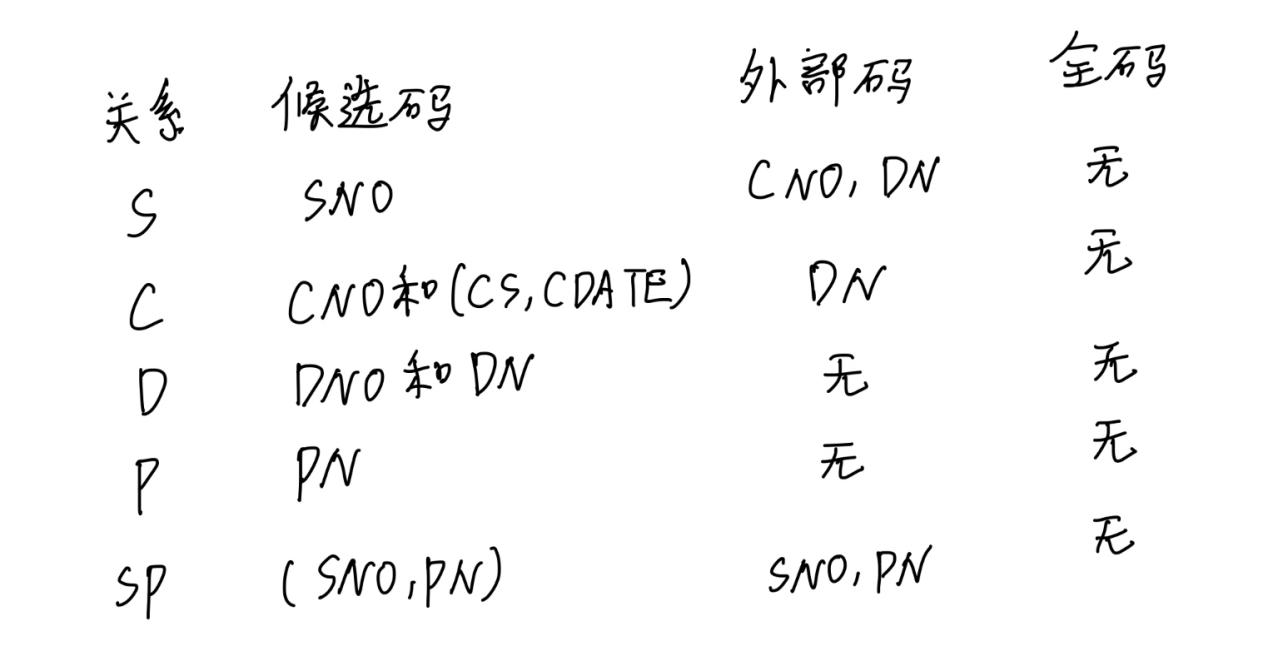 关系 候选码 外部码 全码
S SNO CNO, DN 无
C CNO和(CS,CDATE) DN 无
D DNO和DN 无 无
P PN 无 无
SP (SNO,PN) SNO,PN 无